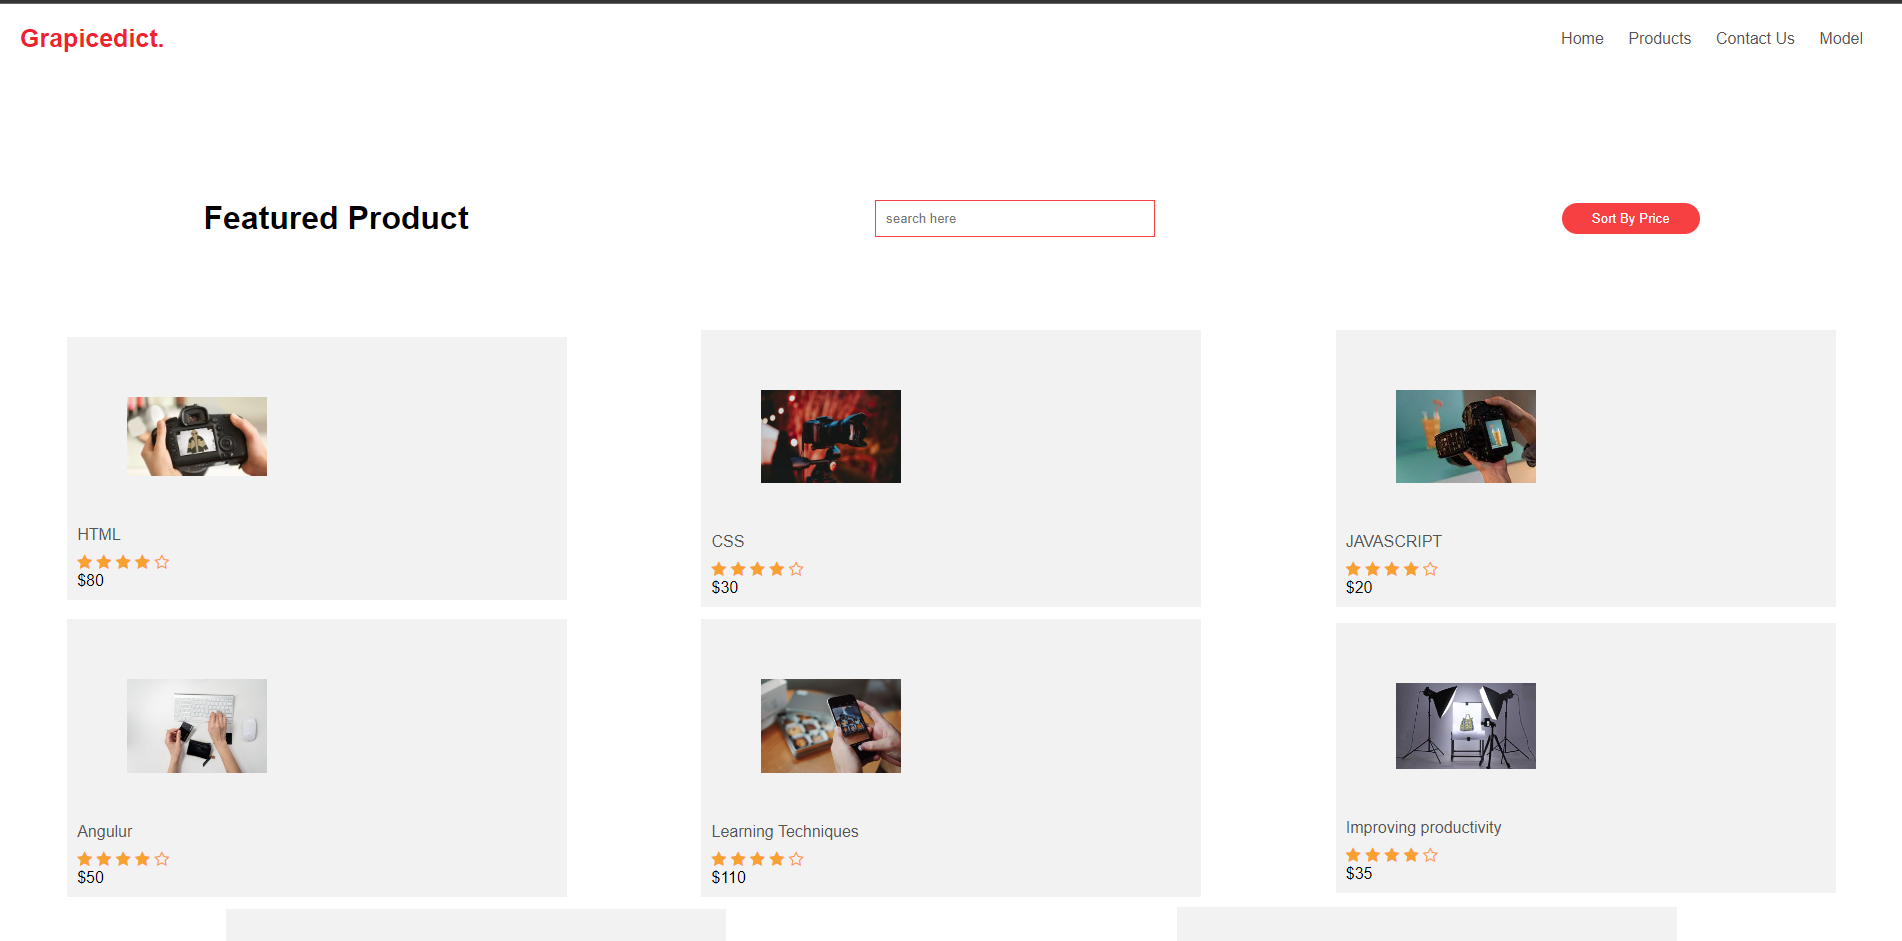 Grapicedict.
Home Products Contact Us Model
Featured Product
search here
Sort By Price
HTML
$80
CSS
$30
JAVASCRIPT
$20
Angulur
$50
Learning Techniques
$110
Improving productivity
$35